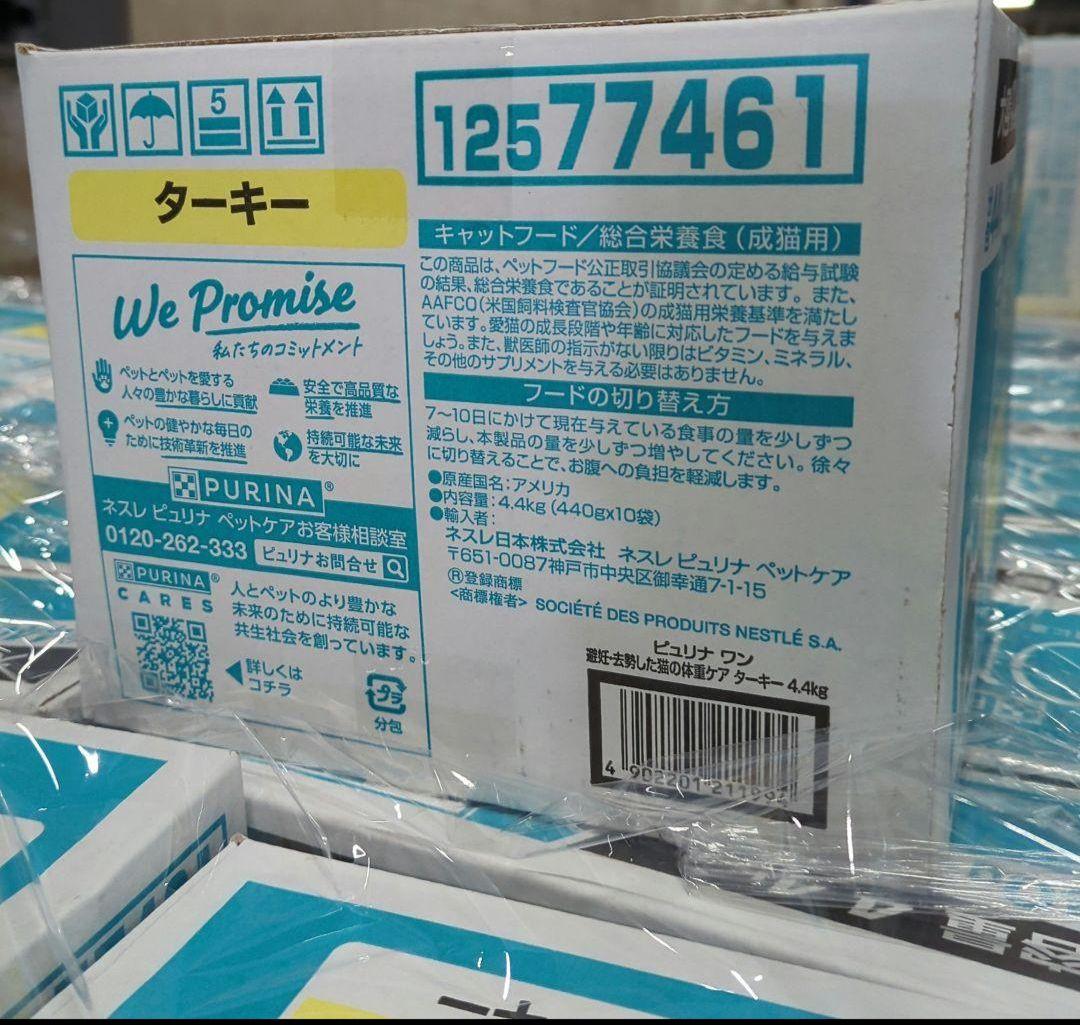 5
12577461
ターキー
キャットフード/総合栄養食(成猫用)
この商品は、ペットフード公正取引協議会の定める給与試験
の結果、総合栄養食であることが証明されています。また、
AAFCO(米国飼料検査官協会)の成猫用栄養基準を満たし
ています。愛猫の成長段階や年齢に対応したフードを与えま
しょう。また、獣医師の指示がない限りはビタミン、ミネラル、
その他のサプリメントを与える必要はありません。
フードの切り替え方
7〜10日にかけて現在与えている食事の量を少しずつ
減らし、本製品の量を少しずつ増やしてください。徐々
に切り替えることで、お腹への負担を軽減します。
●原産国名:アメリカ
●内容量:4.4kg (440gx10袋)
●輸入者:
ネスレ日本株式会社 ネスレ ピュリナ ペットケア
〒651-0087神戸市中央区御幸通7-1-15
®登録商標
<商標権者> SOCIÉTÉ DES PRODUITS NESTLÉ S.A.
ピュリナ ワン
避妊・去勢した猫の体重ケア ターキー 4.4kg
4 902201 211994
We Promise
私たちのコミットメント
ペットとペットを愛する
人々の豊かな暮らしに貢献
安全で高品質な
栄養を推進
ペットの健やかな毎日の
ために技術革新を推進
持続可能な未来
を大切に
PURINA®
ネスレ ピュリナ ペットケアお客様相談室
0120-262-333 ピュリナお問合せ
PURINA®
CARES
人とペットのより豊かな
未来のために持続可能な
共生社会を創っています。
詳しくは
コチラ
プラ
分包